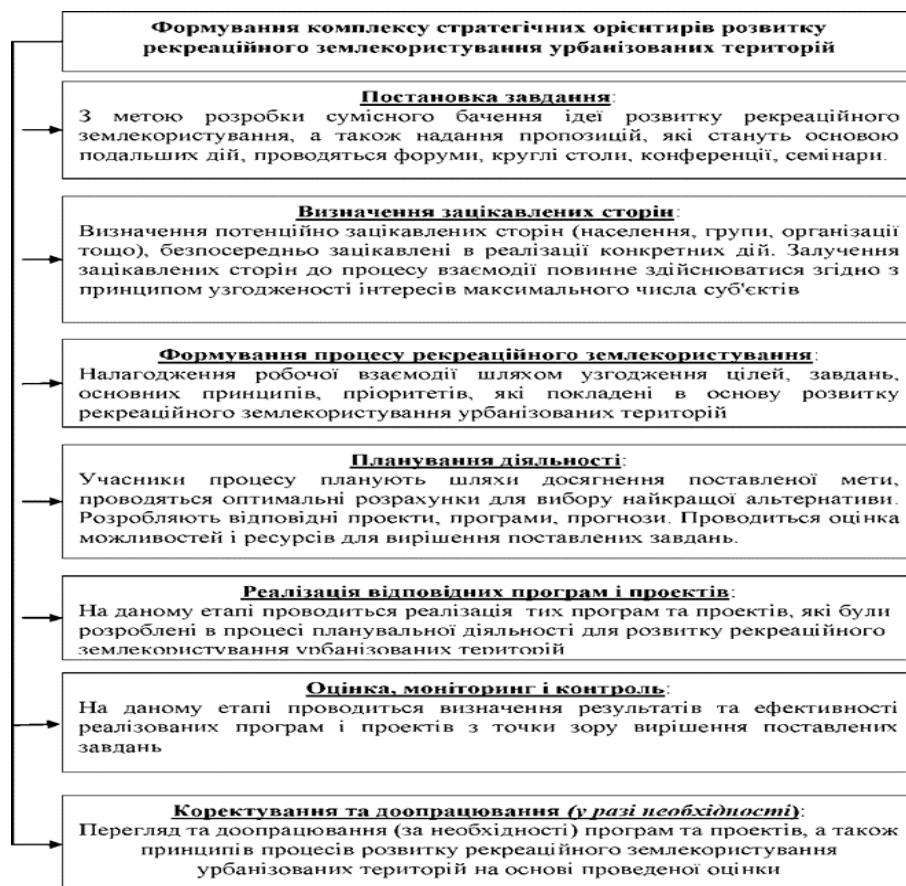 Формування комплексу стратегічних орієнтирів розвитку
рекреаційного землекористування урбанізованих територій
Постановка завдання:
З метою розробки сумісного бачення ідеї розвитку рекреаційного
землекористування, а також надання пропозицій, які стануть основою
подальших дій, проводяться форуми, круглі столи, конференції, семінари.
Визначення зацікавлених сторін:
Визначення потенційно зацікавлених сторін (населення, групи, організації
тощо), безпосередньо зацікавлені в реалізації конкретних дій. Залучення
зацікавлених сторін до процесу взаємодії повинне здійснюватися згідно з
принципом узгодженості інтересів максимального числа суб'єктів
Формування процесу рекреаційного землекористування:
Налагодження робочої взаємодії шляхом узгодження цілей, завдань,
основних принципів, пріоритетів, які покладені в основу розвитку
рекреаційного землекористування урбанізованих територій
Планування діяльності:
Учасники процесу планують шляхи досягнення поставленої мети,
проводяться оптимальні розрахунки для вибору найкращої альтернативи.
Розробляють відповідні проекти, програми, прогнози. Проводиться оцінка
можливостей і ресурсів для вирішення поставлених завдань.
Реалізація відповідних програм і проектів:
На даному етапі проводиться реалізація тих програм та проектів, які були
розроблені в процесі планувальної діяльності для розвитку рекреаційного
землекористування урбанізованих територій
Оцінка, моніторинг і контроль:
На даному етапі проводиться визначення результатів та ефективності
реалізованих програм і проектів з точки зору вирішення поставлених
завдань
Коректування та доопрацювання (у разі необхідності):
Перегляд та доопрацювання (за необхідності) програм та проектів, а також
принципів процесів розвитку рекреаційного землекористування
урбанізованих територій на основі проведеної оцінки